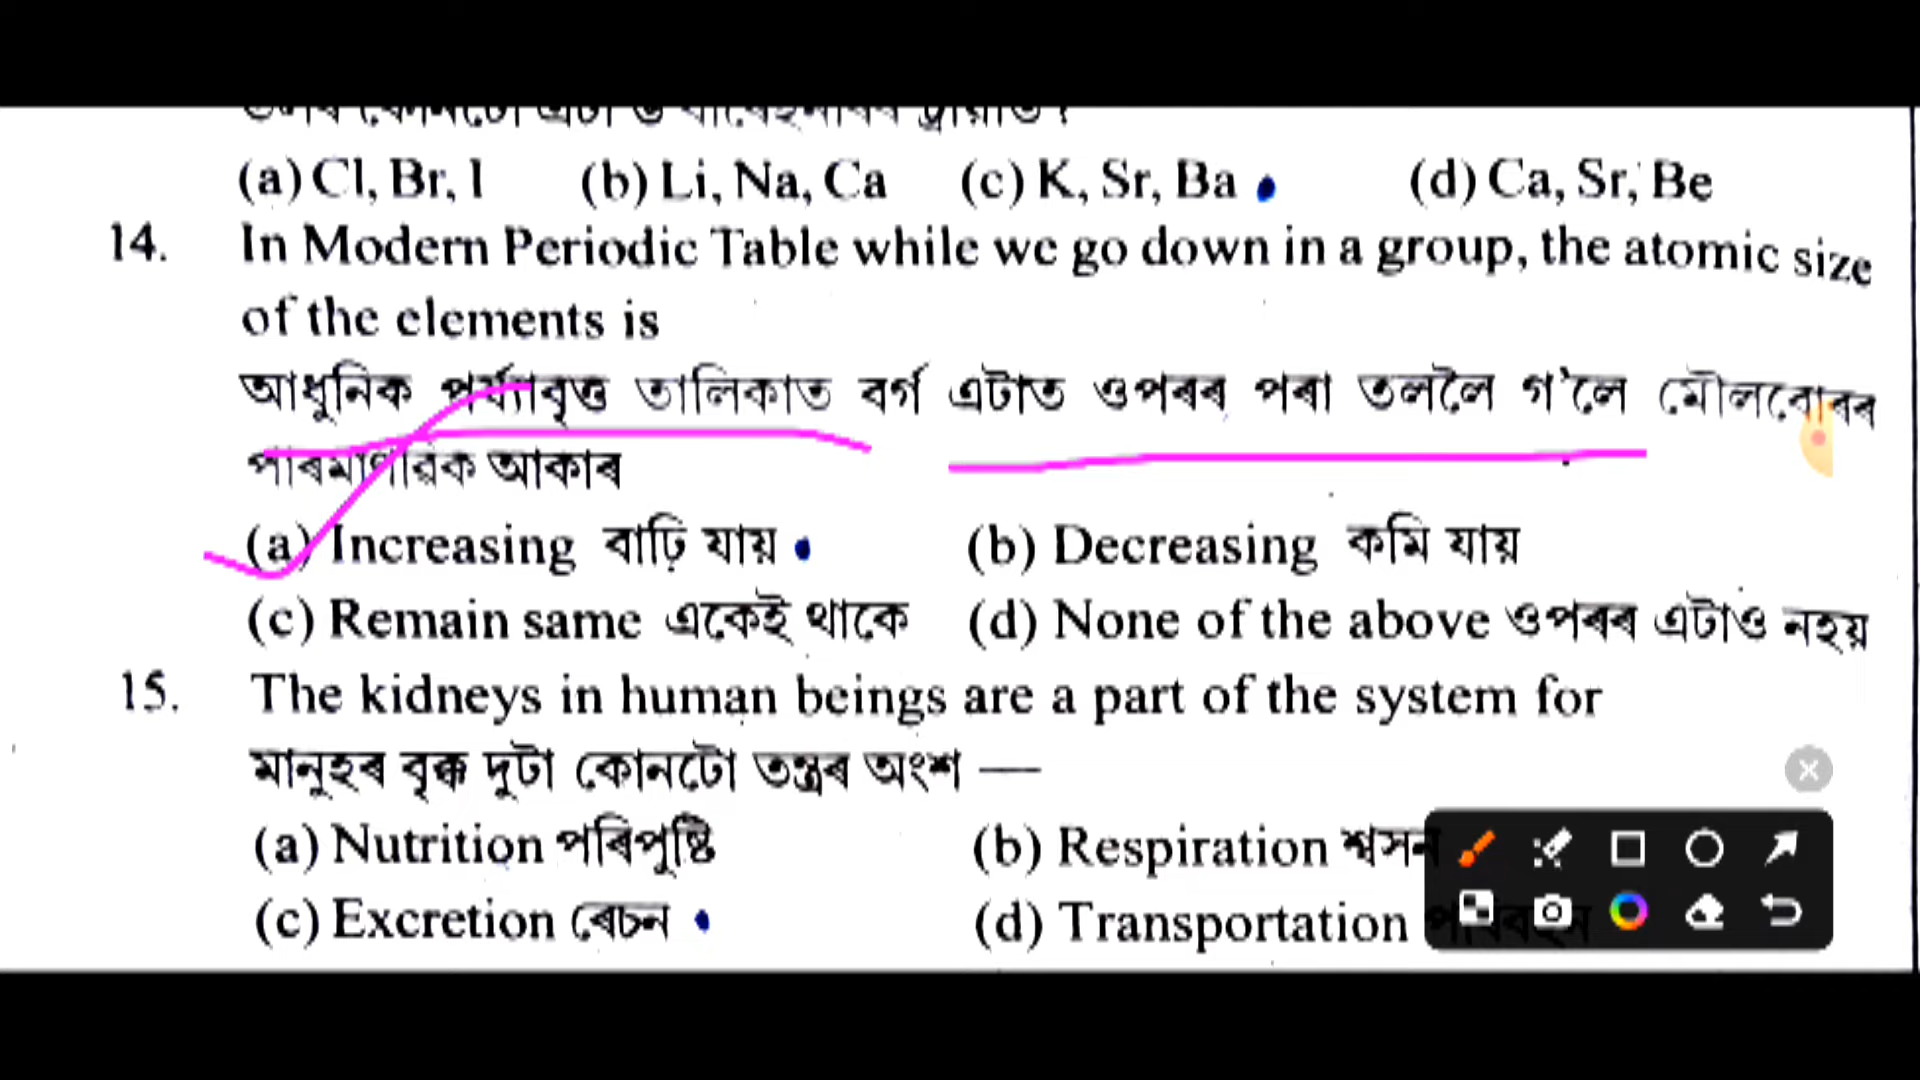 (a) Cl, Br, I (b) Li, Na, Ca (c) K, Sr, Ba (d) Ca, Sr, Be
14. In Modern Periodic Table while we go down in a group, the atomic size
of the elements is
আধুনিক পৰ্য্যাবৃত্ত তালিকাত বৰ্গ এটাত ওপৰৰ পৰা তললৈ গ'লে মৌলবোৰৰ
পাৰমাণৱিক আকাৰ
(a) Increasing বাঢ়ি যায় (b) Decreasing কমি যায়
(c) Remain same একেই থাকে (d) None of the above ওপৰৰ এটাও নহয়
15. The kidneys in human beings are a part of the system for
মানুহৰ বৃক্ক দুটা কোনটো তন্ত্ৰৰ অংশ —
(a) Nutrition পৰিপুষ্টি (b) Respiration শ্বসন
(c) Excretion ৰেচন (d) Transportation